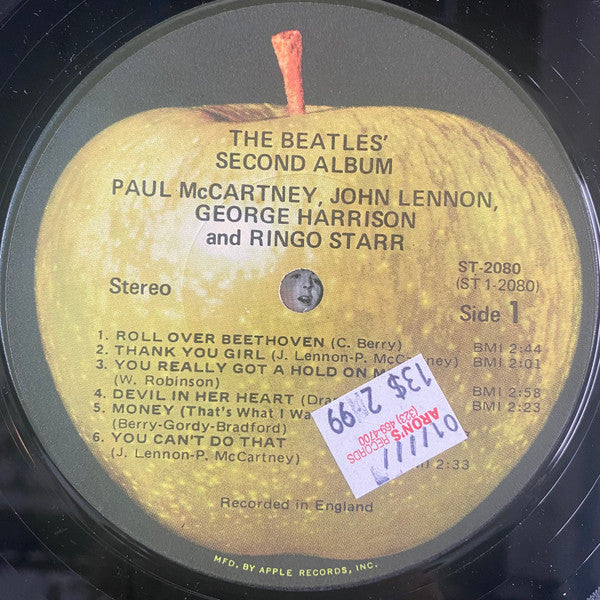 THE BEATLES'
SECOND ALBUM
PAUL McCARTNEY, JOHN LENNON,
GEORGE HARRISON
and RINGO STARR
Stereo
ST-2080
(ST 1-2080)
Side 1
1. ROLL OVER BEETHOVEN (C. Berry) BMI 2:44
2. THANK YOU GIRL (J. Lennon-P. McCartney) BMI 2:01
3. YOU REALLY GOT A HOLD ON
(W. Robinson) BMI 2:58
4. DEVIL IN HER HEART BMI 2:23
5. MONEY (That's What I
(Berry-Gordy-Bradford)
6. YOU CAN'T DO THAT
(J. Lennon-P. McCartney) 2:33
13$ 2.99
ARON'S RECORDS
(323) 469-4700
Recorded in England
MFD. BY APPLE RECORDS, INC.